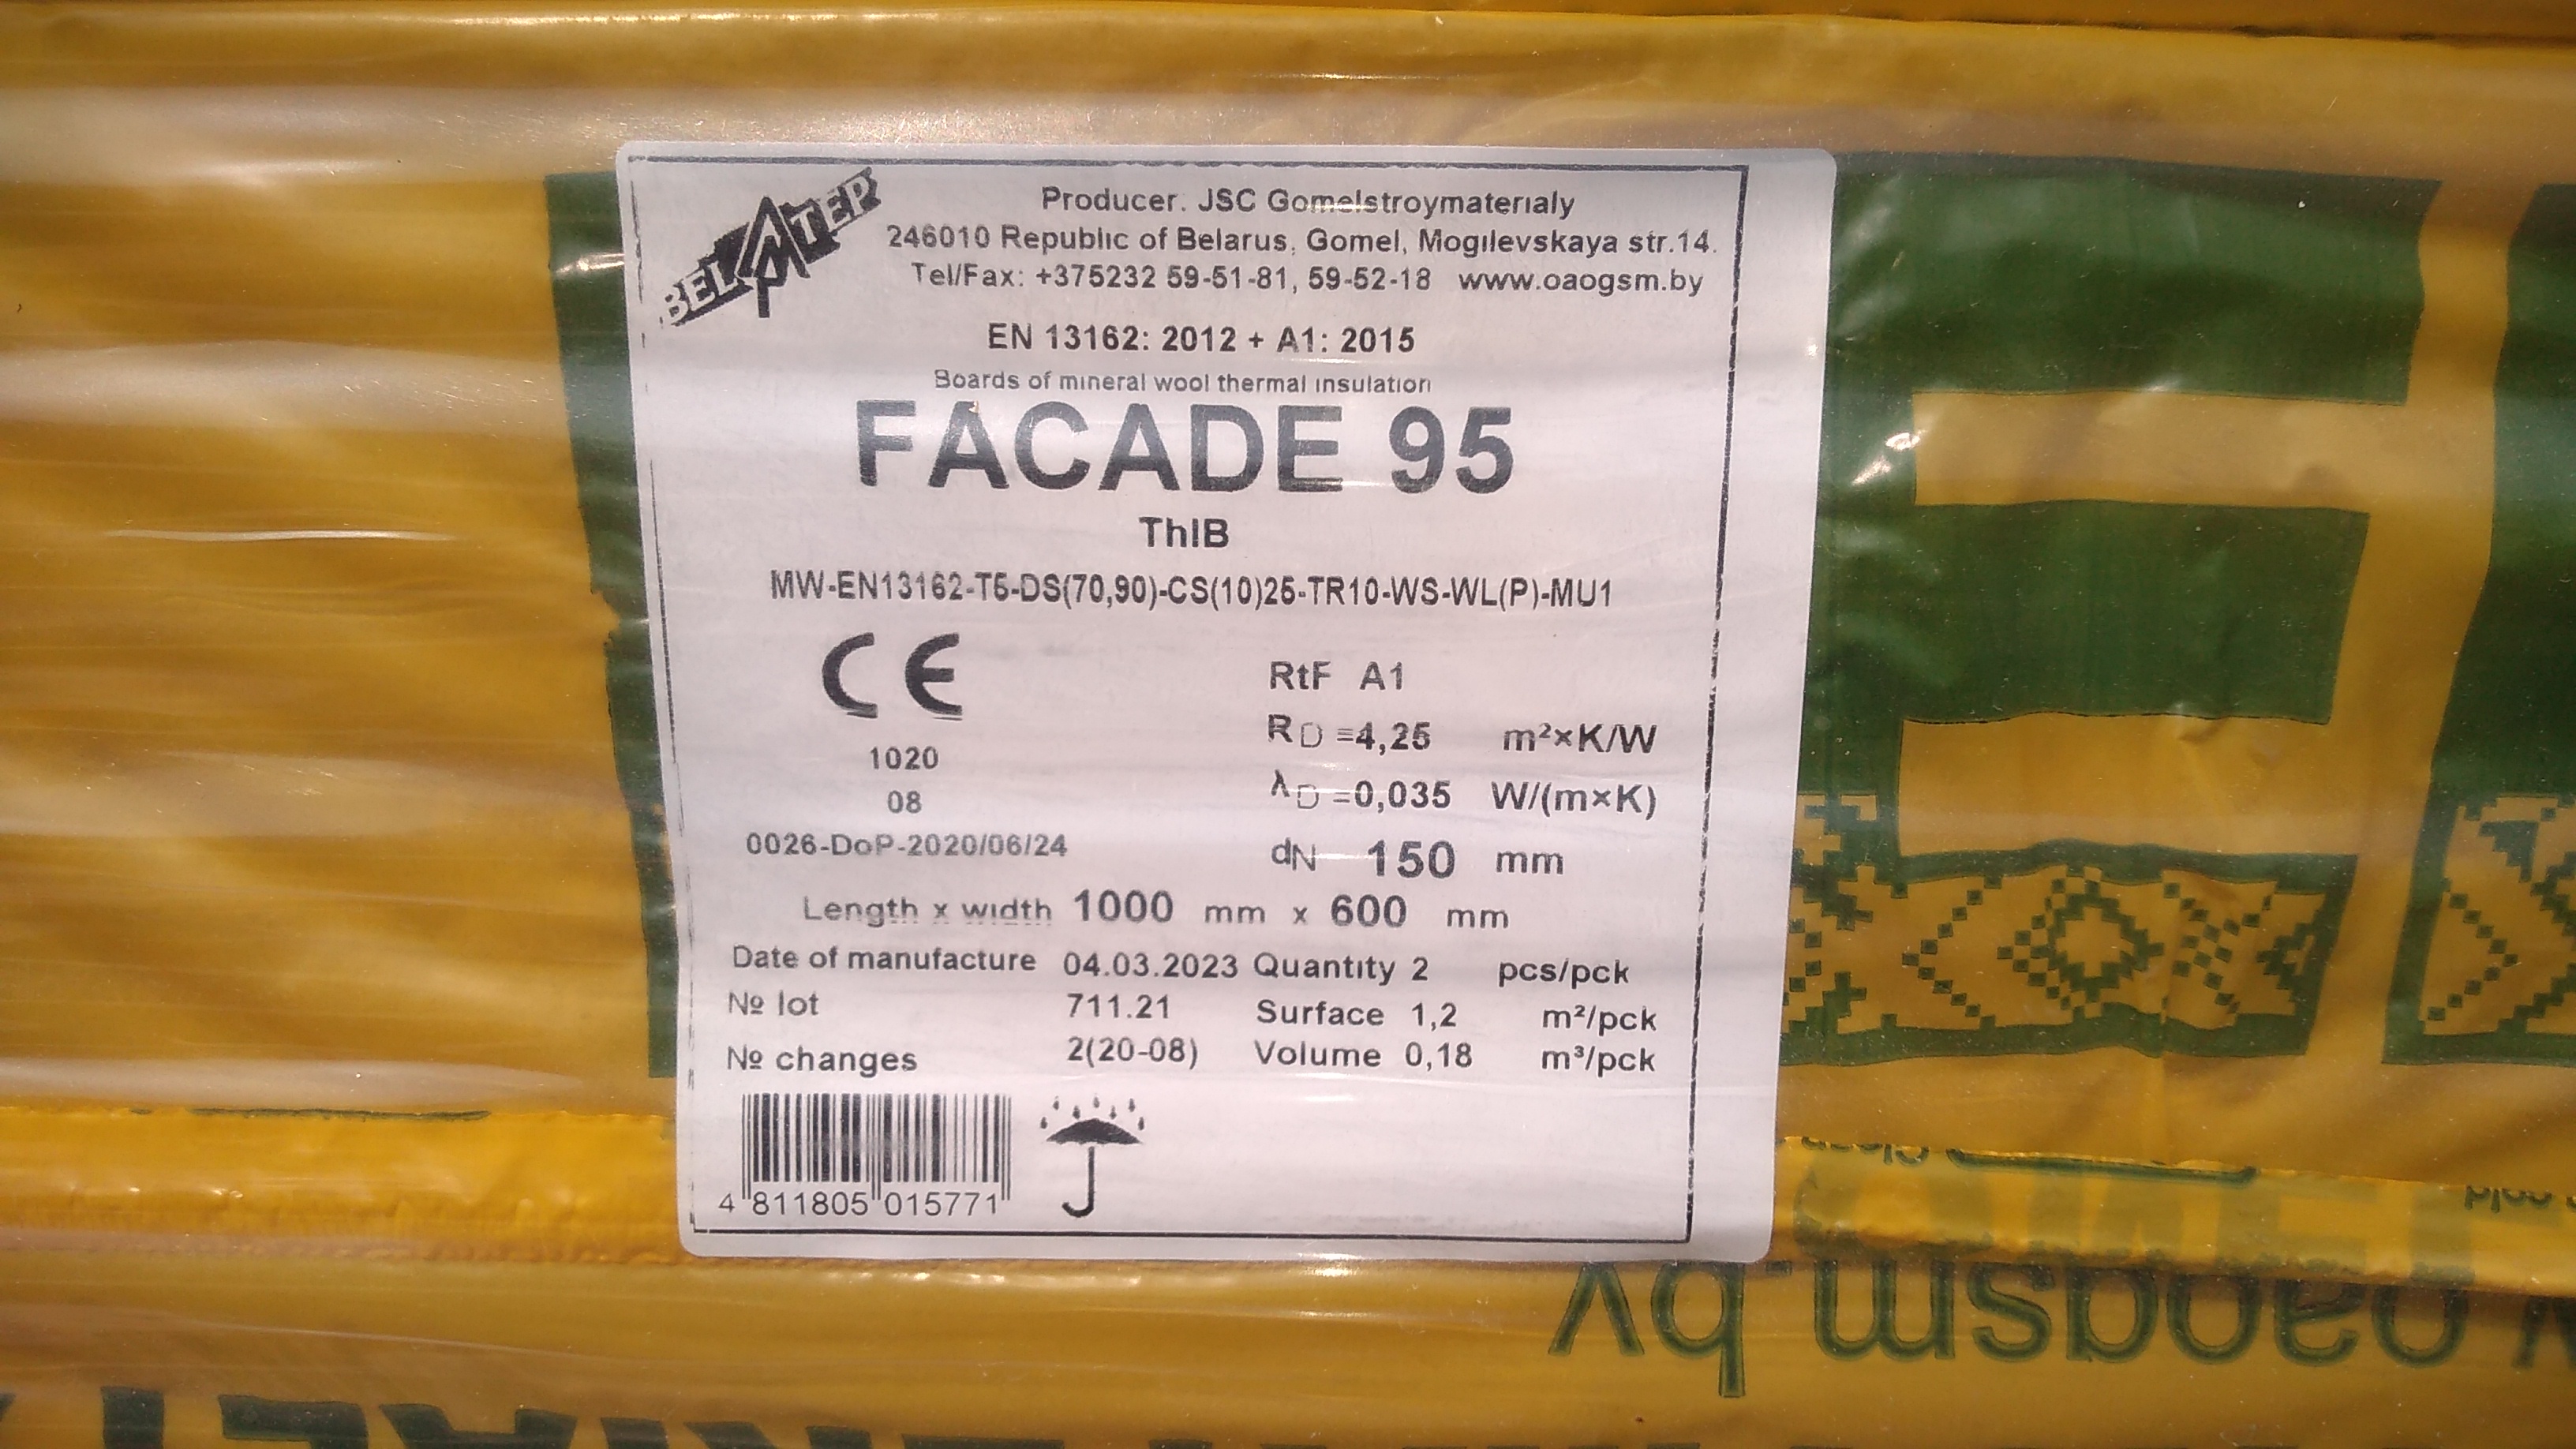 BELTEP
Producer. JSC Gomelstroymaterialy
246010 Republic of Belarus, Gomel, Mogilevskaya str.14.
Tel/Fax: +375232 59-51-81, 59-52-18 www.oaogsm.by
EN 13162: 2012 + A1: 2015
Boards of mineral wool thermal insulation
FACADE 95
ThIB
MW-EN13162-T5-DS(70,90)-CS(10)25-TR10-WS-WL(P)-MU1
CE
RtF A1
RD =4,25 m²×K/W
1020
λD =0,035 W/(m×K)
08
0026-DoP-2020/06/24
dN 150 mm
Length x width 1000 mm x 600 mm
Date of manufacture 04.03.2023 Quantity 2 pcs/pck
№ lot 711.21 Surface 1,2 m²/pck
№ changes 2(20-08) Volume 0,18 m³/pck
4 811805 015771
oaogsm.by